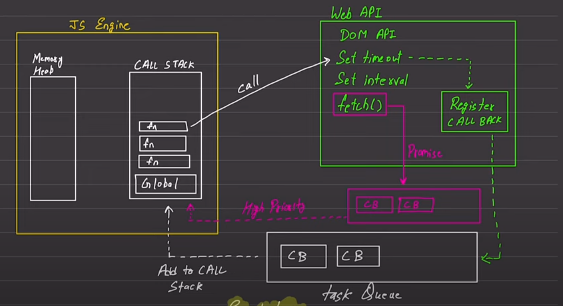 JS Engine
Memory
Heap
CALL STACK
fn
fn
fn
Global
call
Web API
DOM API
Set timeout
Set interval
fetch()
Register
CALL BACK
Promise
CB
CB
High Priority
CB
CB
Add to CALL
Stack
task Queue